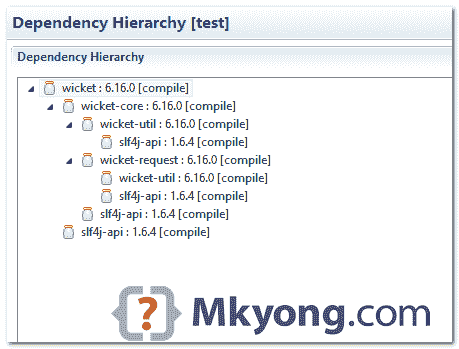 Dependency Hierarchy [test]
Dependency Hierarchy
wicket : 6.16.0 [compile]
wicket-core : 6.16.0 [compile]
wicket-util : 6.16.0 [compile]
slf4j-api : 1.6.4 [compile]
wicket-request : 6.16.0 [compile]
wicket-util : 6.16.0 [compile]
slf4j-api : 1.6.4 [compile]
slf4j-api : 1.6.4 [compile]
slf4j-api : 1.6.4 [compile]
{?} Mkyong.com